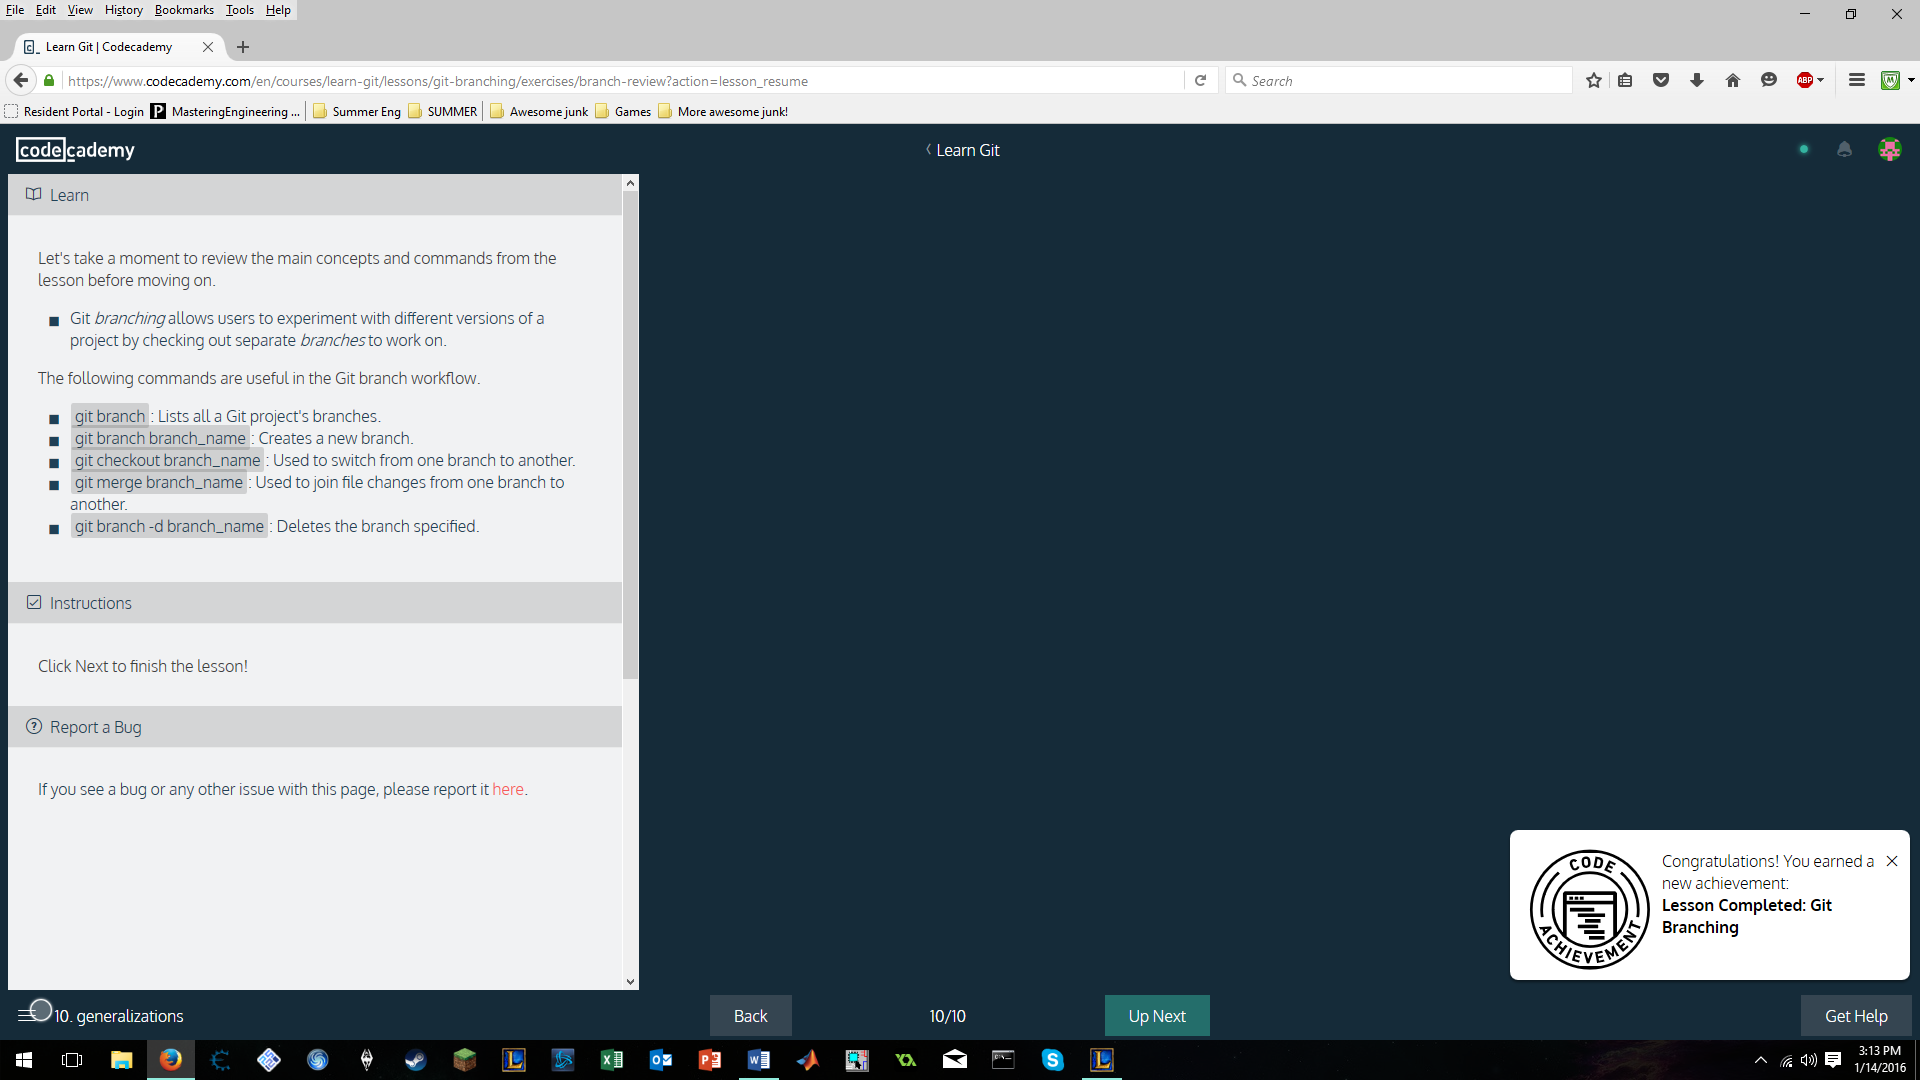 File Edit View History Bookmarks Tools Help
Learn Git | Codecademy
https://www.codecademy.com/en/courses/learn-git/lessons/git-branching/exercises/branch-review?action=lesson_resume
Search
ABP
Resident Portal - Login
MasteringEngineering ...
Summer Eng
SUMMER
Awesome junk
Games
More awesome junk!
codecademy
Learn Git
Learn
Let's take a moment to review the main concepts and commands from the
lesson before moving on.
Git branching allows users to experiment with different versions of a
project by checking out separate branches to work on.
The following commands are useful in the Git branch workflow.
git branch : Lists all a Git project's branches.
git branch branch_name : Creates a new branch.
git checkout branch_name : Used to switch from one branch to another.
git merge branch_name : Used to join file changes from one branch to
another.
git branch -d branch_name : Deletes the branch specified.
Instructions
Click Next to finish the lesson!
Report a Bug
If you see a bug or any other issue with this page, please report it here.
CODE ACHIEVEMENT
Congratulations! You earned a
new achievement:
Lesson Completed: Git
Branching
10. generalizations
Back
10/10
Up Next
Get Help
3:13 PM
1/14/2016